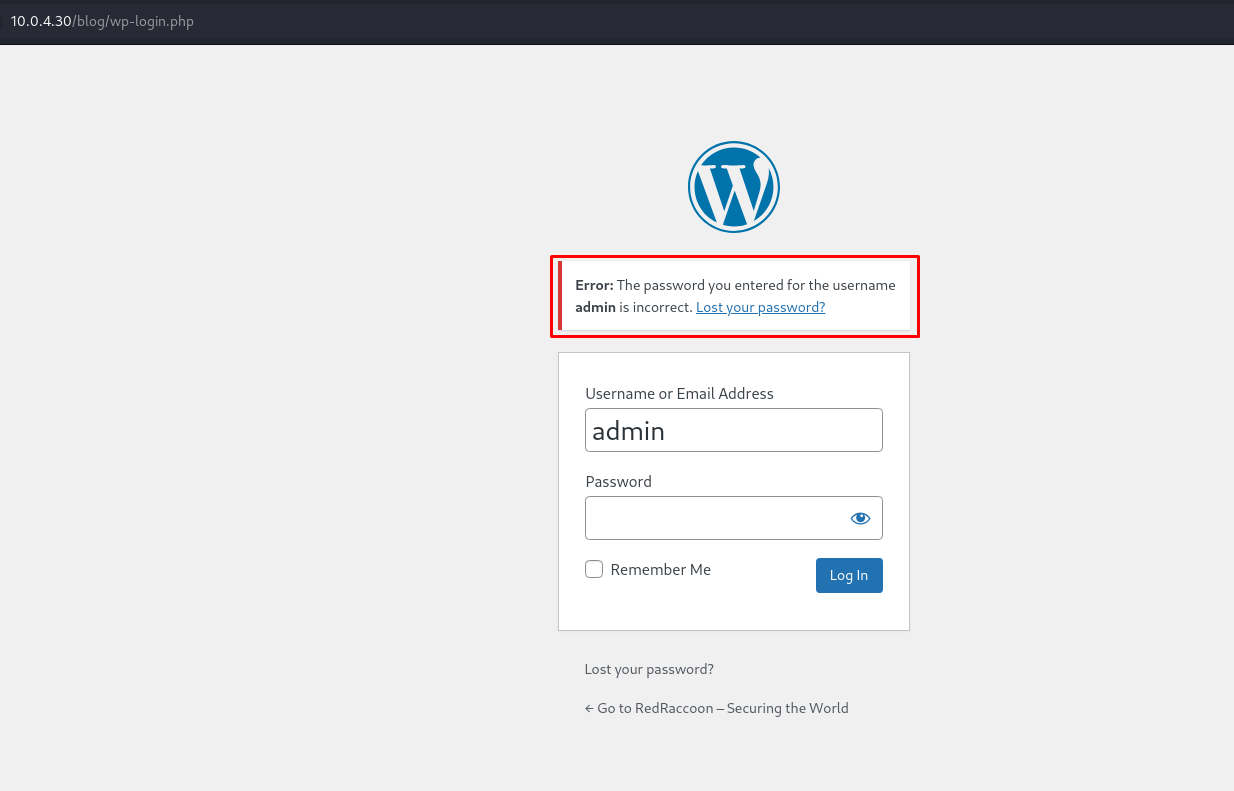 10.0.4.30/blog/wp-login.php
Error: The password you entered for the username
admin is incorrect. Lost your password?
Username or Email Address
admin
Password
Remember Me
Log In
Lost your password?
← Go to RedRaccoon – Securing the World